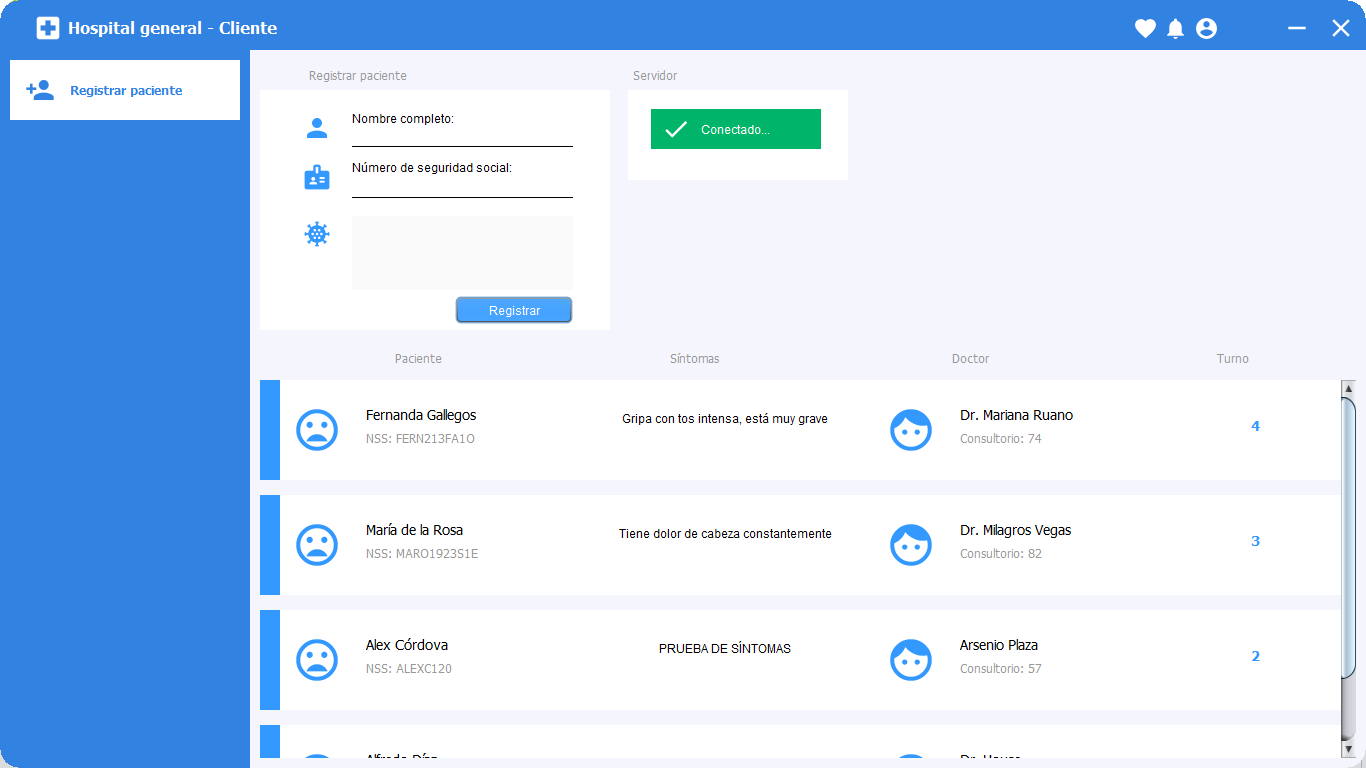 Hospital general - Cliente
Registrar paciente
Registrar paciente
Servidor
Nombre completo:
Conectado...
Número de seguridad social:
Registrar
Paciente Síntomas Doctor Turno
Fernanda Gallegos
NSS: FERN213FA1O
Gripa con tos intensa, está muy grave
Dr. Mariana Ruano
Consultorio: 74
4
María de la Rosa
NSS: MARO1923S1E
Tiene dolor de cabeza constantemente
Dr. Milagros Vegas
Consultorio: 82
3
Alex Córdova
NSS: ALEXC120
PRUEBA DE SÍNTOMAS
Arsenio Plaza
Consultorio: 57
2